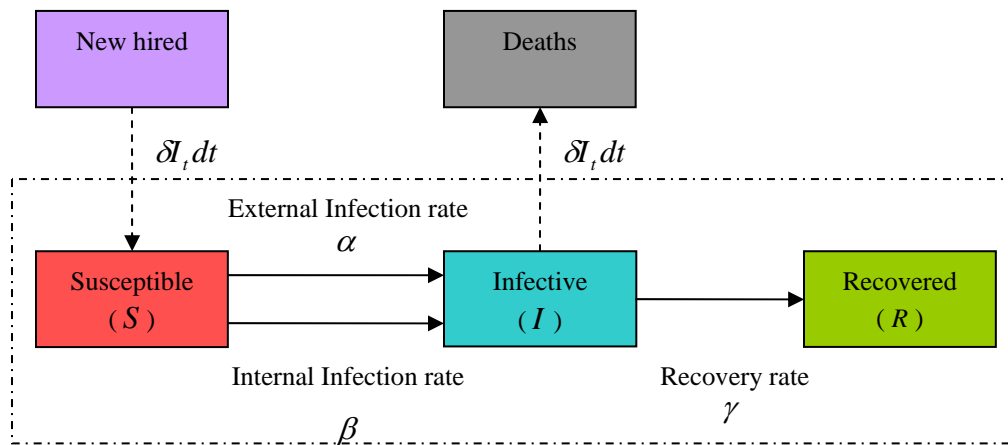 New hired
Deaths
δI_t dt
δI_t dt
External Infection rate
α
Susceptible
( S )
Infective
( I )
Recovered
( R )
Internal Infection rate
β
Recovery rate
γ